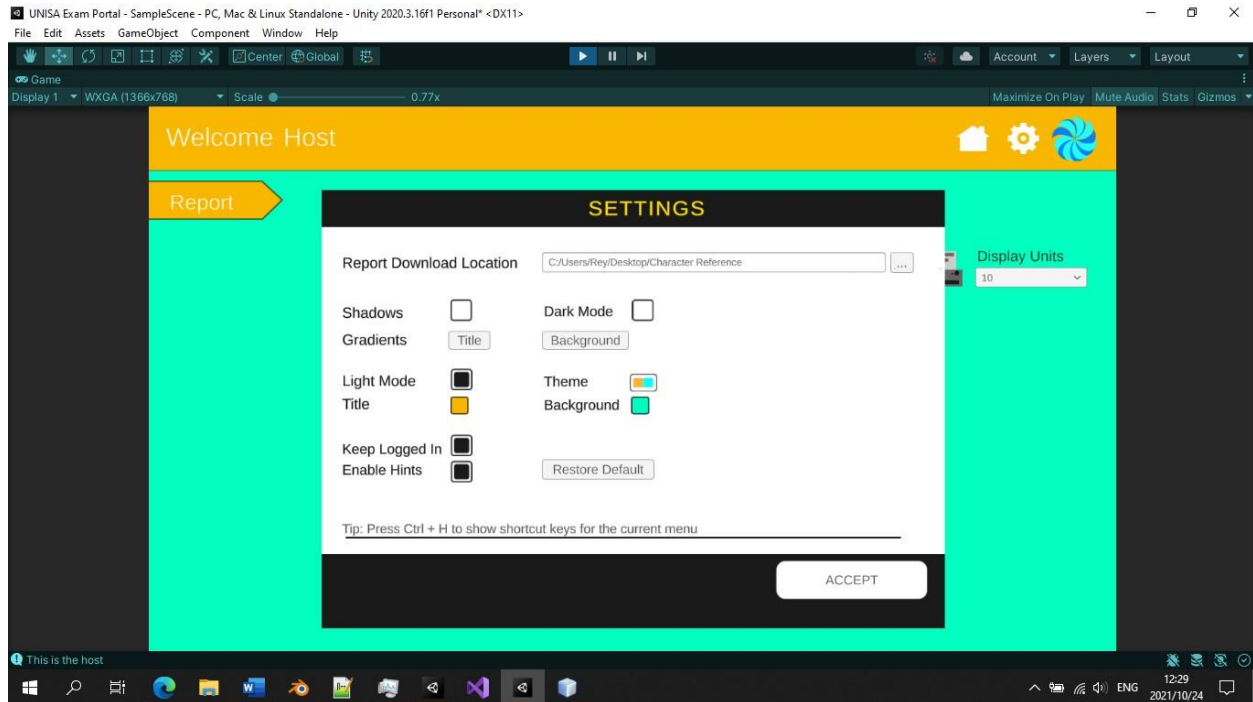 UNISA Exam Portal - SampleScene - PC, Mac & Linux Standalone - Unity 2020.3.16f1 Personal* <DX11>
File Edit Assets GameObject Component Window Help
Center Global Account Layers Layout
Game
Display 1 WXGA (1366x768) Scale 0.77x Maximize On Play Mute Audio Stats Gizmos
Welcome Host
Report
SETTINGS
Report Download Location C:/Users/Rey/Desktop/Character Reference ...
Display Units
10
Shadows Dark Mode
Gradients Title Background
Light Mode Theme
Title Background
Keep Logged In
Enable Hints Restore Default
Tip: Press Ctrl + H to show shortcut keys for the current menu
ACCEPT
This is the host
ENG
12:29
2021/10/24